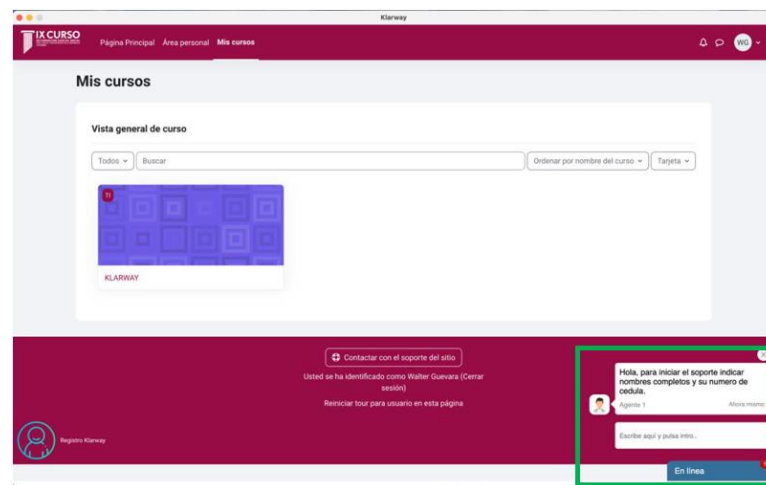 Klarway
IX CURSO
Página Principal Área personal Mis cursos
WG
Mis cursos
Vista general de curso
Todos
Buscar
Ordenar por nombre del curso
Tarjeta
TI
KLARWAY
Contactar con el soporte del sitio
Usted se ha identificado como Walter Guevara (Cerrar
sesión)
Reiniciar tour para usuario en esta página
Registro Klarway
Hola, para iniciar el soporte indicar
nombres completos y su numero de
cedula.
Agente 1 Ahora mismo
Escribe aquí y pulsa intro..
En línea